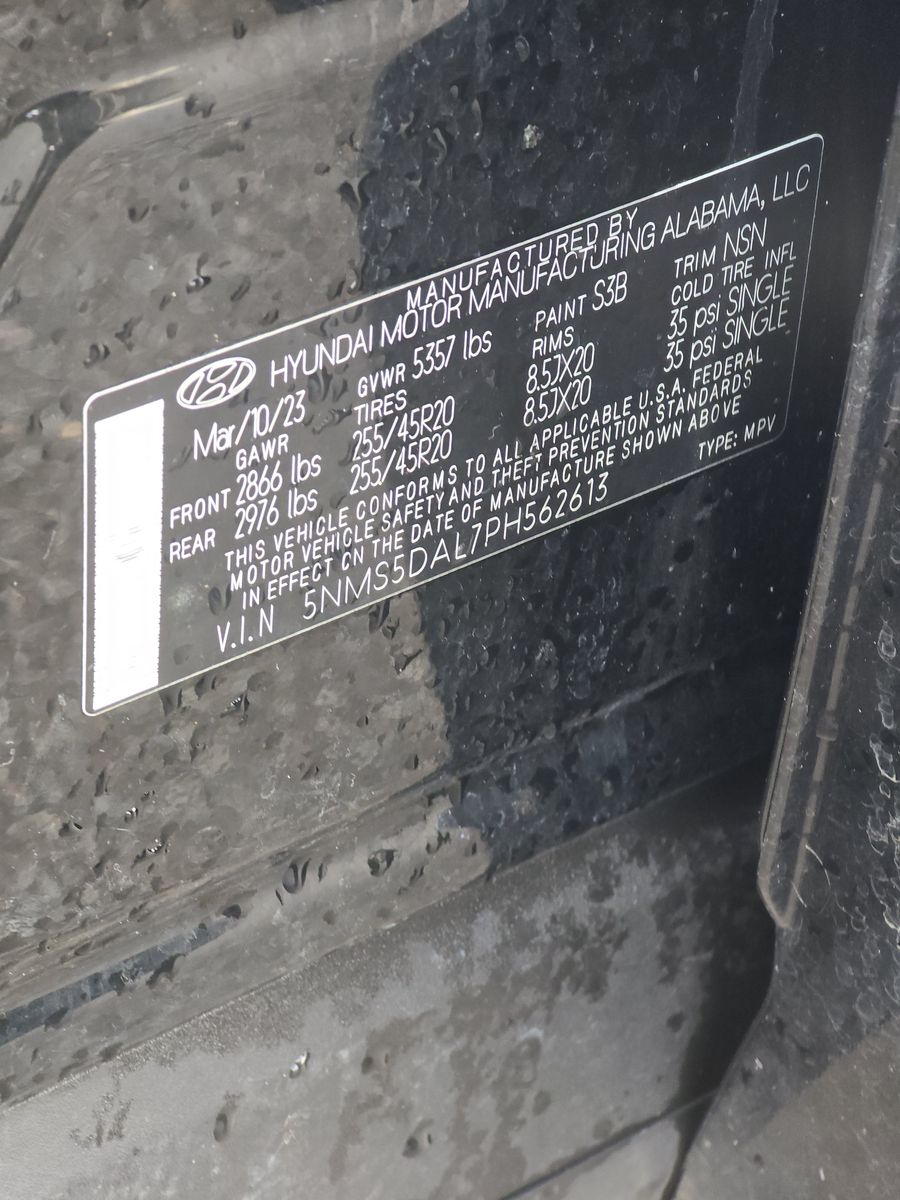 MANUFACTURED BY
HYUNDAI MOTOR MANUFACTURING ALABAMA, LLC
Mar/10/23 GVWR 5357 lbs PAINT S3B TRIM NSN
GAWR TIRES RIMS COLD TIRE INFL
FRONT 2866 lbs 255/45R20 8.5JX20 35 psi SINGLE
REAR 2976 lbs 255/45R20 8.5JX20 35 psi SINGLE
THIS VEHICLE CONFORMS TO ALL APPLICABLE U.S.A. FEDERAL
MOTOR VEHICLE SAFETY AND THEFT PREVENTION STANDARDS
IN EFFECT ON THE DATE OF MANUFACTURE SHOWN ABOVE
V.I.N 5NMS5DAL7PH562613 TYPE: MPV